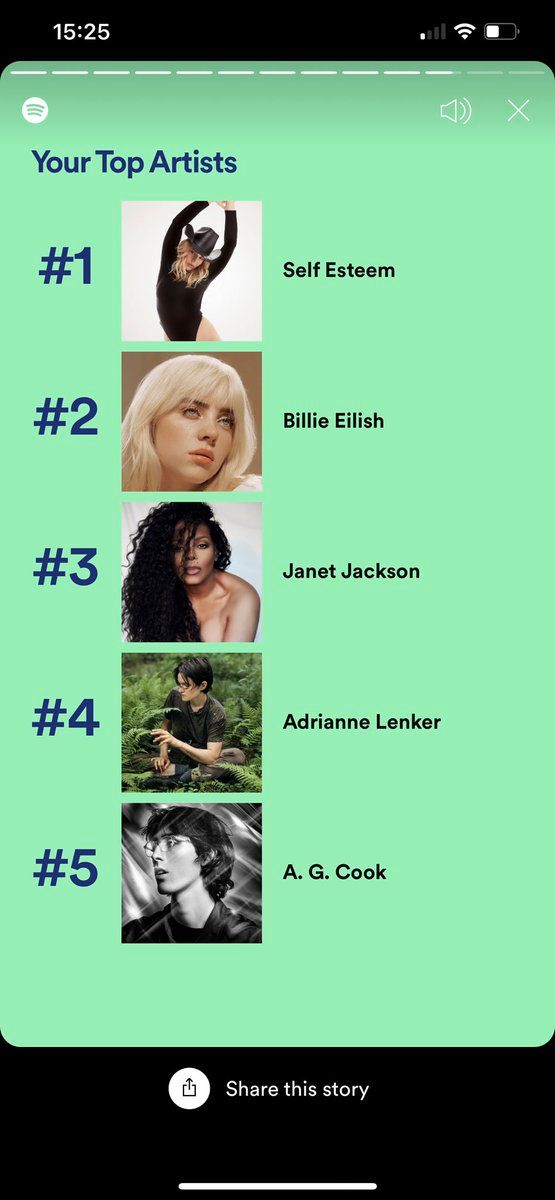 15:25
Your Top Artists
#1
Self Esteem
#2
Billie Eilish
#3
Janet Jackson
#4
Adrianne Lenker
#5
A. G. Cook
Share this story